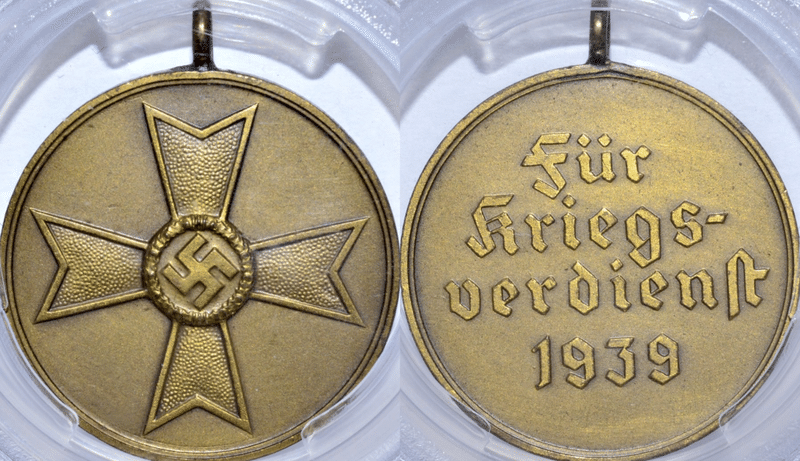 Für
Kriegs-
verdienst
1939